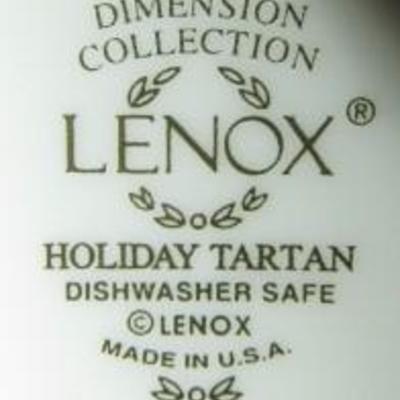 DIMENSION
COLLECTION
LENOX®
HOLIDAY TARTAN
DISHWASHER SAFE
© LENOX
MADE IN U.S.A.